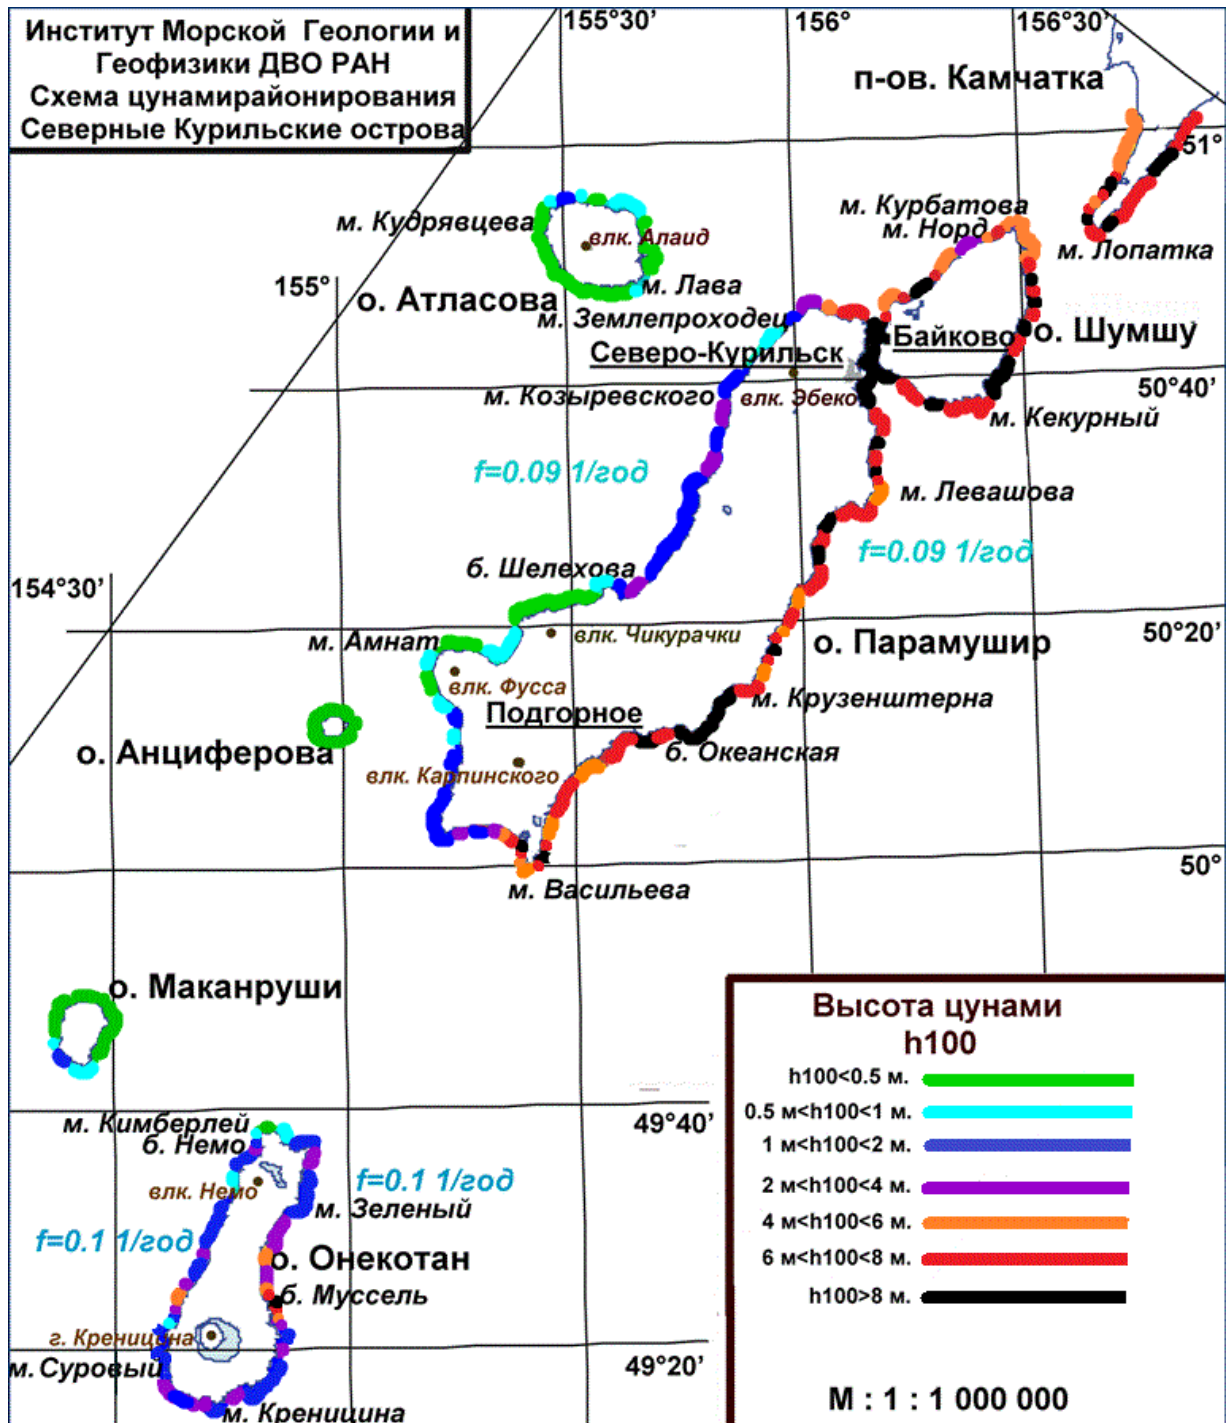 Институт Морской Геологии и
Геофизики ДВО РАН
Схема цунамирайонирования
Северные Курильские острова
155°30'
156°
156°30'
п-ов. Камчатка
51°
м. Курбатова
м. Кудрявцева
м. Норд
влк. Алаид
м. Лопатка
155°
м. Лава
о. Атласова
м. Землепроходец
Байково
о. Шумшу
Северо-Курильск
50°40'
м. Козыревского
влк. Эбеко
м. Кекурный
f=0.09 1/год
м. Левашова
f=0.09 1/год
б. Шелехова
154°30'
м. Амнат
влк. Чикурачки
о. Парамушир
50°20'
влк. Фусса
м. Крузенштерна
Подгорное
о. Анциферова
б. Океанская
влк. Карпинского
50°
м. Васильева
о. Маканруши
Высота цунами
h100
h100<0.5 м.
0.5 м<h100<1 м.
1 м<h100<2 м.
2 м<h100<4 м.
4 м<h100<6 м.
6 м<h100<8 м.
h100>8 м.
м. Кимберлей
49°40'
б. Немо
влк. Немо
f=0.1 1/год
м. Зеленый
f=0.1 1/год
о. Онекотан
б. Муссель
г. Креницина
м. Суровый
49°20'
м. Креницина
М : 1 : 1 000 000